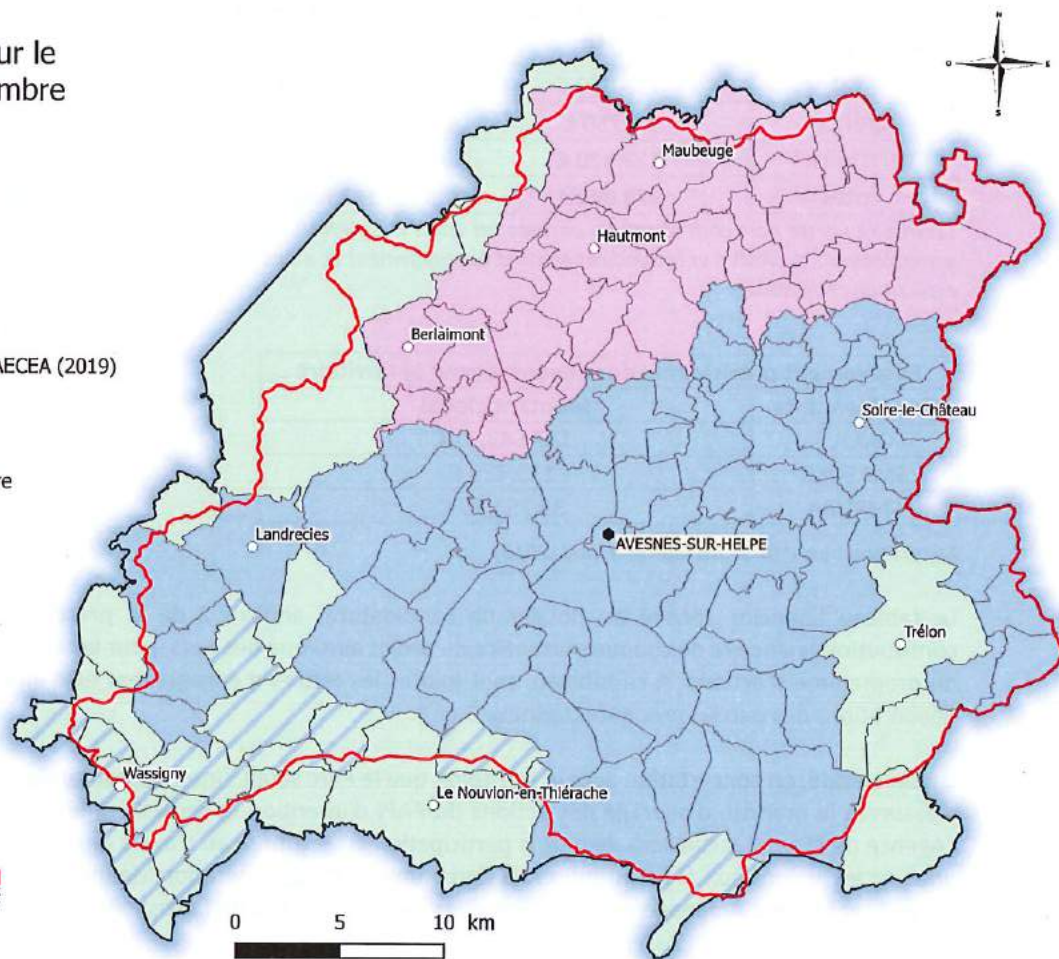 ur le
mbre
AECEA (2019)
re
N
O
E
S
Maubeuge
Hautmont
Berlaimont
Solre-le-Château
Landrecies
AVESNES-SUR-HELPE
Trélon
Wassigny
Le Nouvion-en-Thiérache
0 5 10 km